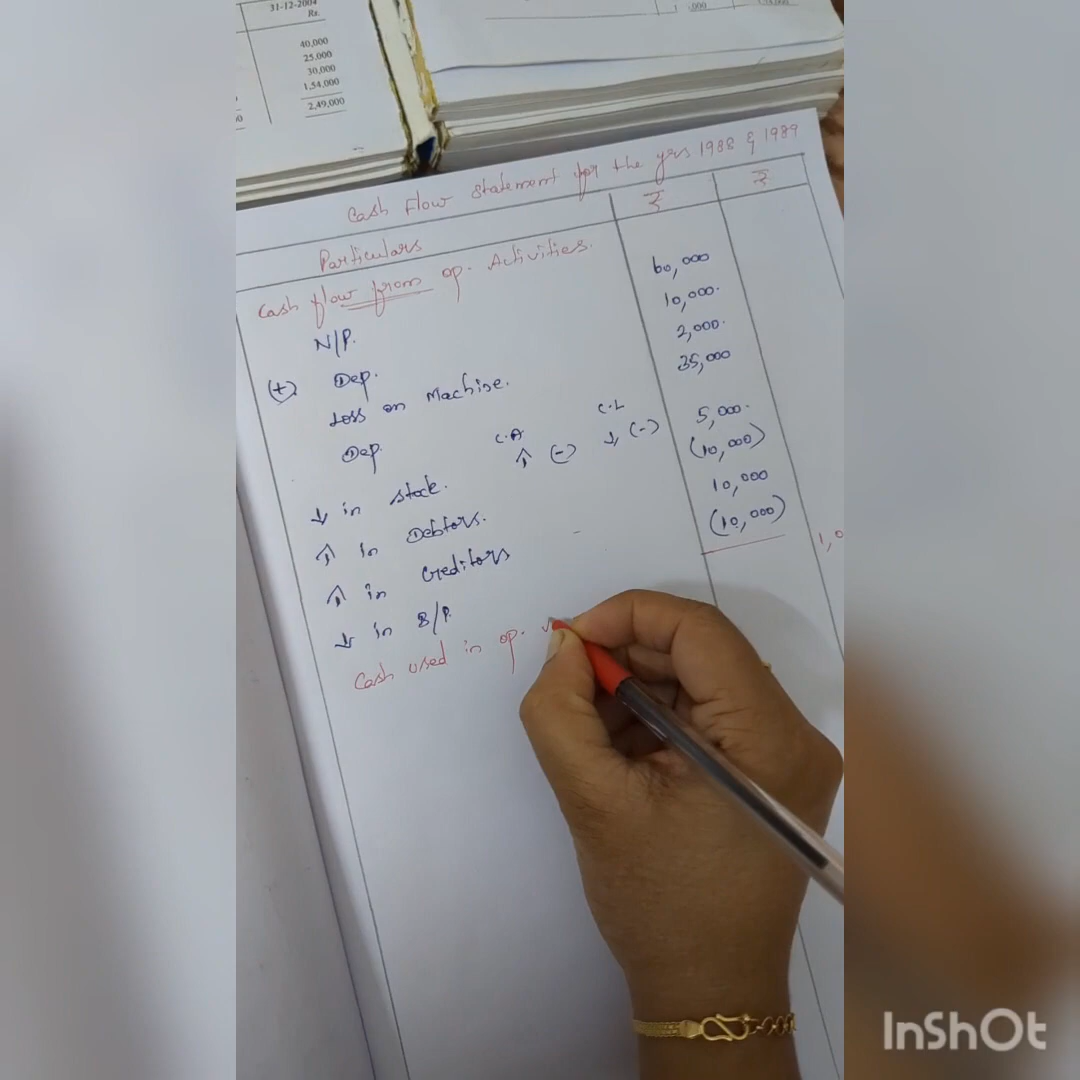 31-12-2004
Rs.
40,000
25,000
30,000
1,54,000
2,49,000
Cash Flow Statement for the yrs 1988 & 1989
Particulars ₹ ₹
Cash flow from op. Activities.
N/P. 60,000
(+) Dep. 10,000.
Loss on Machine. 2,000.
Dep. 35,000
C.A ↑ (-) C.L ↓ (-)
↓ in stock. 5,000.
↑ in Debtors. (10,000)
↑ in Creditors 10,000
↓ in B/P. (10,000)
Cash used in op.
InShOt